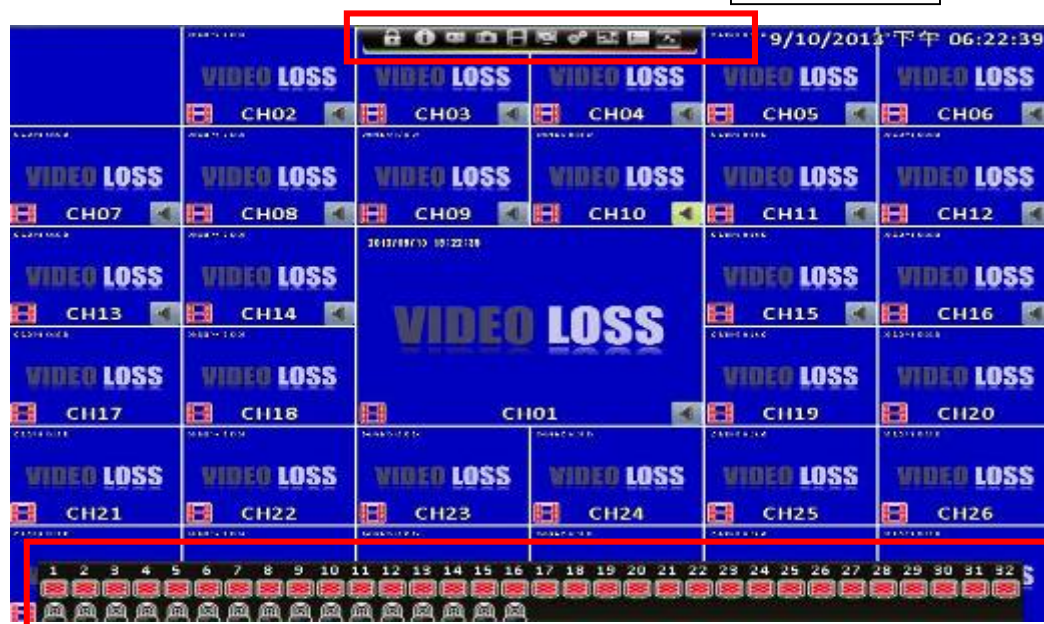 9/10/2013 下午 06:22:39
VIDEO LOSS VIDEO LOSS VIDEO LOSS VIDEO LOSS VIDEO LOSS
CH02 CH03 CH04 CH05 CH06
VIDEO LOSS VIDEO LOSS VIDEO LOSS VIDEO LOSS VIDEO LOSS VIDEO LOSS
CH07 CH08 CH09 CH10 CH11 CH12
2013/09/10 18:22:39
VIDEO LOSS VIDEO LOSS VIDEO LOSS VIDEO LOSS
CH13 CH14 CH15 CH16
VIDEO LOSS
VIDEO LOSS VIDEO LOSS VIDEO LOSS VIDEO LOSS
CH17 CH18 CH01 CH19 CH20
VIDEO LOSS VIDEO LOSS VIDEO LOSS VIDEO LOSS VIDEO LOSS VIDEO LOSS
CH21 CH22 CH23 CH24 CH25 CH26
1 2 3 4 5 6 7 8 9 10 11 12 13 14 15 16 17 18 19 20 21 22 23 24 25 26 27 28 29 30 31 32